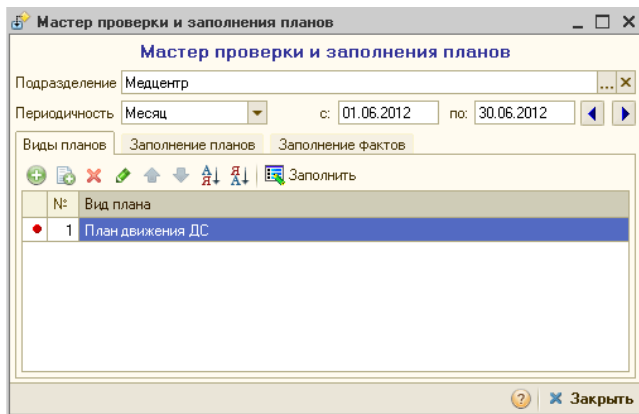 Мастер проверки и заполнения планов
Мастер проверки и заполнения планов
Подразделение Медцентр ... ×
Периодичность Месяц с: 01.06.2012 по: 30.06.2012
Виды планов Заполнение планов Заполнение фактов
Заполнить
№ Вид плана
1 План движения ДС
Закрыть